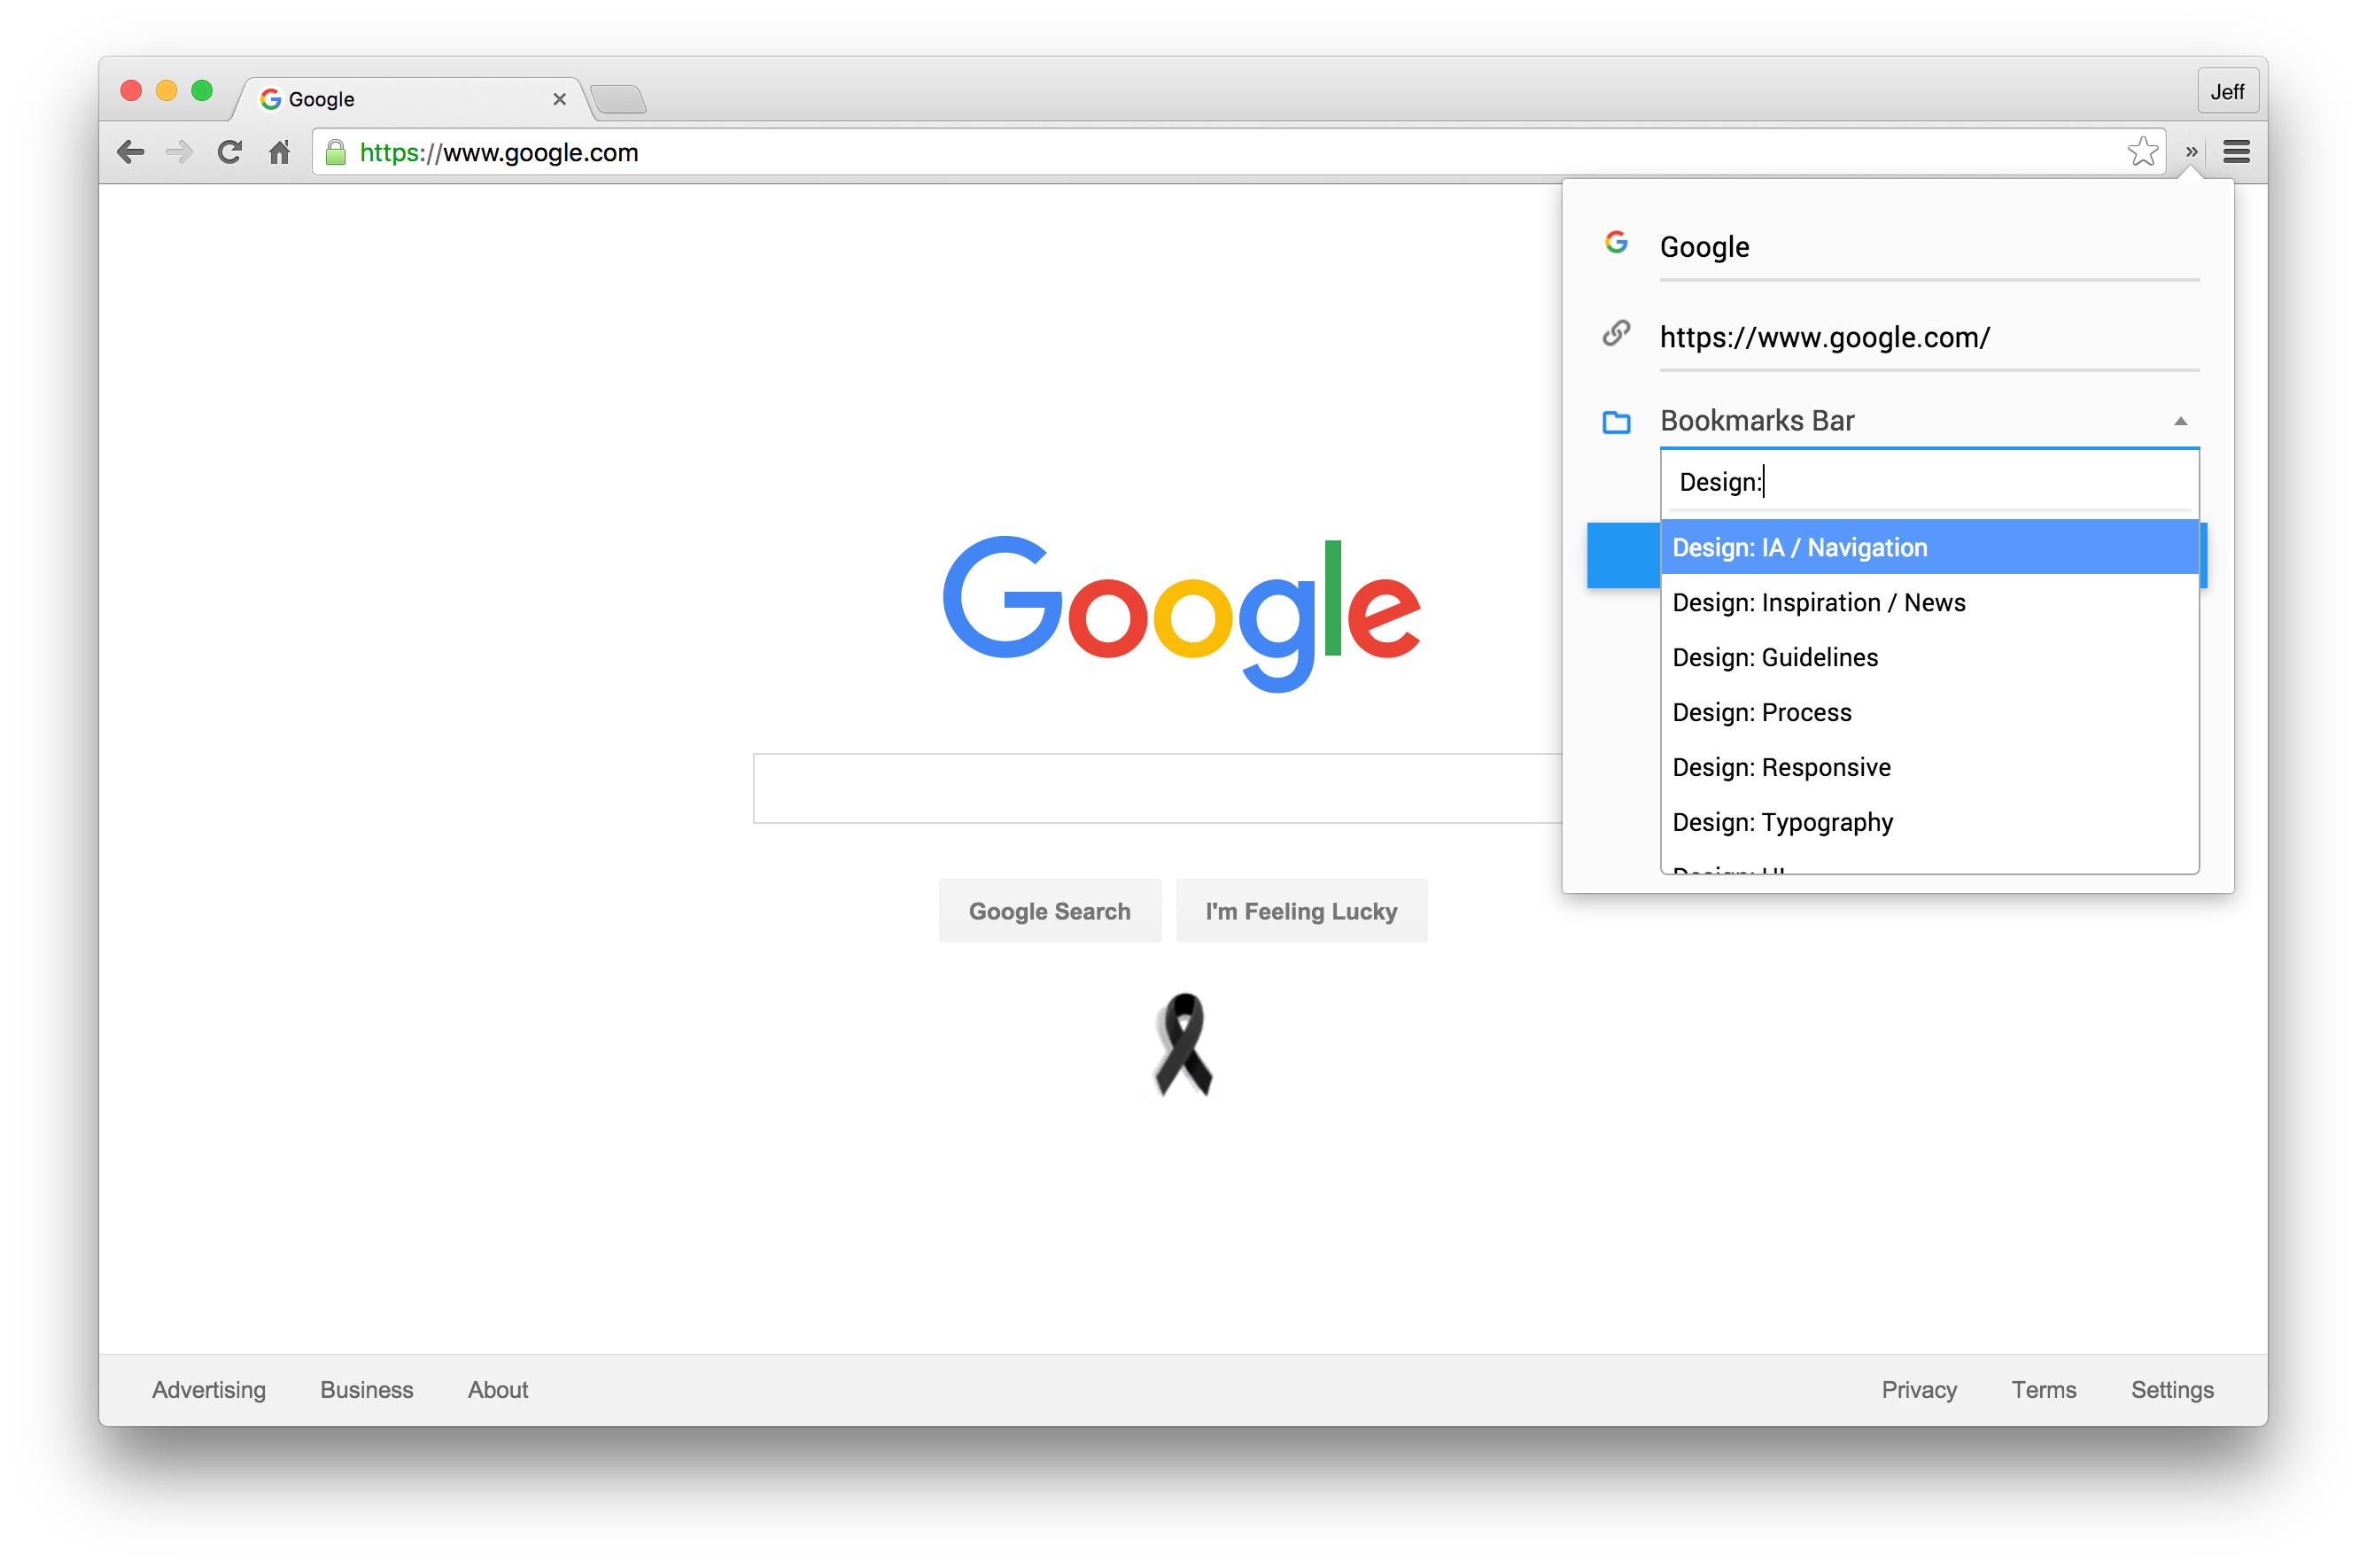 Google
Jeff
https://www.google.com
Google
https://www.google.com/
Bookmarks Bar
Design:
Design: IA / Navigation
Design: Inspiration / News
Design: Guidelines
Design: Process
Design: Responsive
Design: Typography
Design: UI
Google
Google Search
I'm Feeling Lucky
Advertising Business About
Privacy Terms Settings